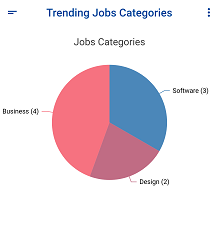 Trending Jobs Categories
Jobs Categories
Software (3)
Business (4)
Design (2)